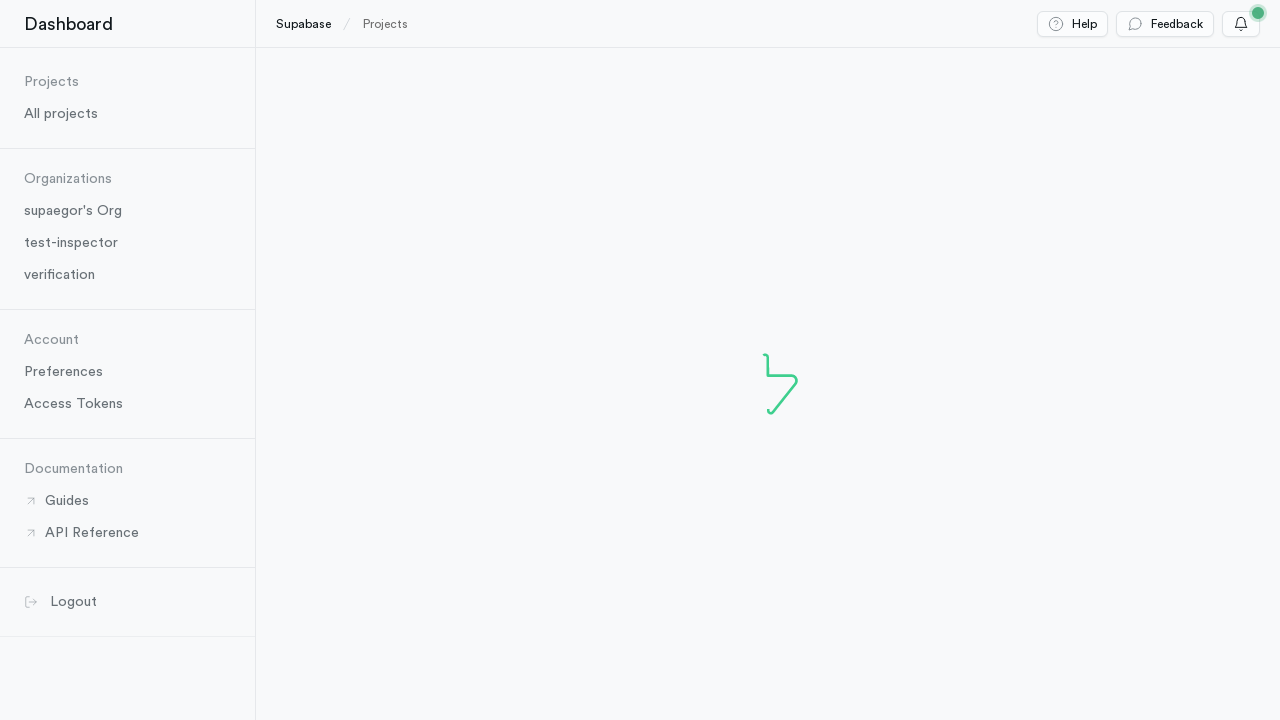 Dashboard
Supabase / Projects
Help
Feedback
Projects
All projects
Organizations
supaegor's Org
test-inspector
verification
Account
Preferences
Access Tokens
Documentation
Guides
API Reference
Logout